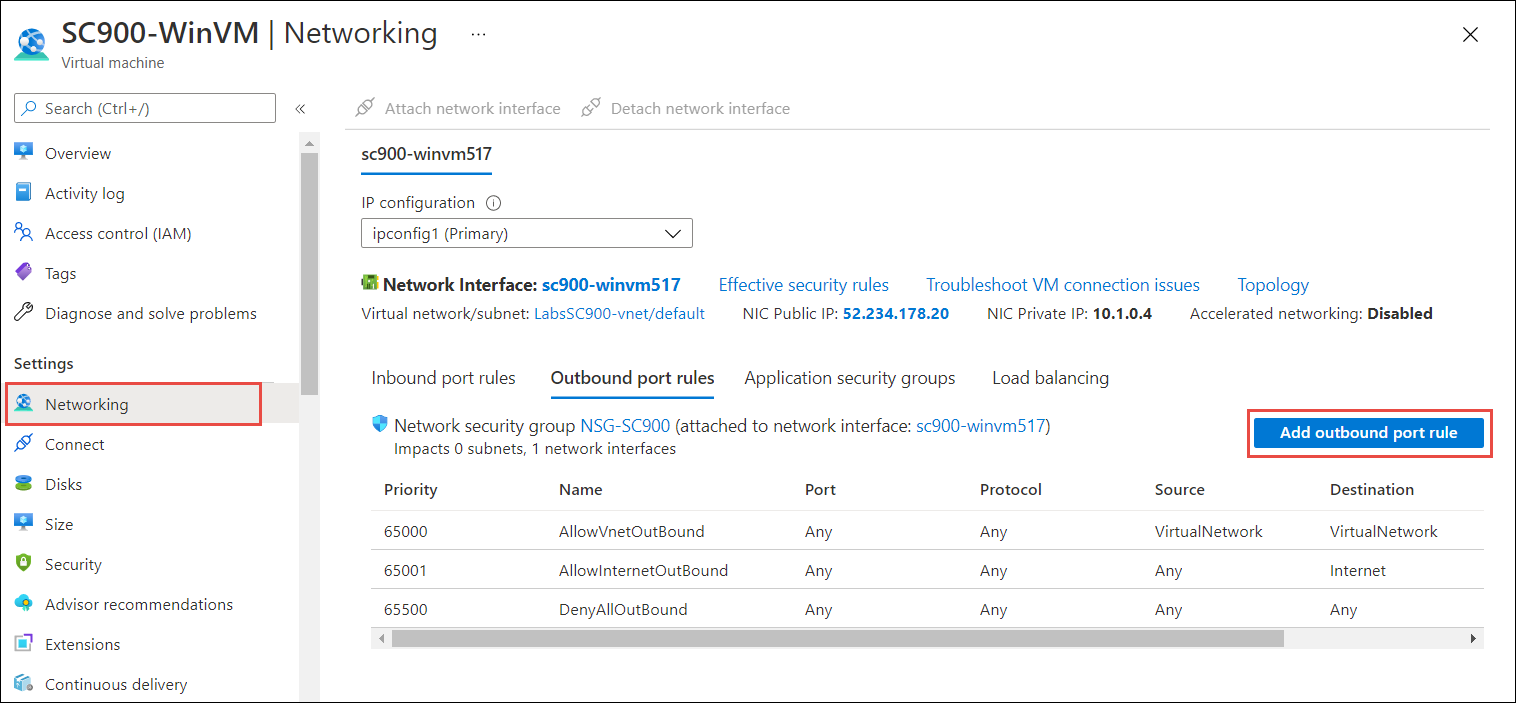 SC900-WinVM | Networking ...
Virtual machine
Search (Ctrl+/)
«
Overview
Activity log
Access control (IAM)
Tags
Diagnose and solve problems
Settings
Networking
Connect
Disks
Size
Security
Advisor recommendations
Extensions
Continuous delivery
Attach network interface Detach network interface
sc900-winvm517
IP configuration
ipconfig1 (Primary)
Network Interface: sc900-winvm517 Effective security rules Troubleshoot VM connection issues Topology
Virtual network/subnet: LabsSC900-vnet/default NIC Public IP: 52.234.178.20 NIC Private IP: 10.1.0.4 Accelerated networking: Disabled
Inbound port rules Outbound port rules Application security groups Load balancing
Network security group NSG-SC900 (attached to network interface: sc900-winvm517)
Impacts 0 subnets, 1 network interfaces
Add outbound port rule
Priority Name Port Protocol Source Destination
65000 AllowVnetOutBound Any Any VirtualNetwork VirtualNetwork
65001 AllowInternetOutBound Any Any Any Internet
65500 DenyAllOutBound Any Any Any Any